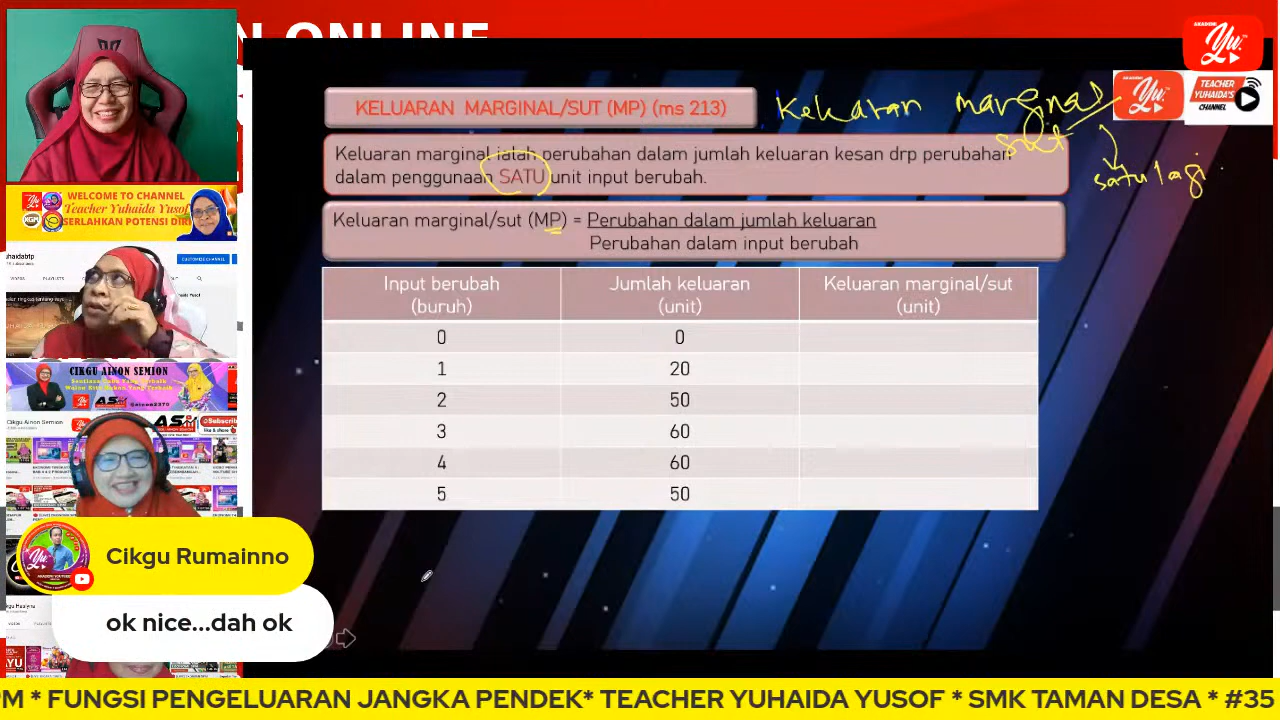 N ONLINE
AKADEMI
Yu.
TEACHER
YUHAIDA'S
CHANNEL
KELUARAN MARGINAL/SUT (MP) (ms 213)
Keluaran marginal
sut
satu lagi
Keluaran marginal ialah perubahan dalam jumlah keluaran kesan drp perubahan
dalam penggunaan SATU unit input berubah.
Keluaran marginal/sut (MP) = Perubahan dalam jumlah keluaran
Perubahan dalam input berubah
Input berubah (buruh) Jumlah keluaran (unit) Keluaran marginal/sut (unit)
0 0
1 20
2 50
3 60
4 60
5 50
WELCOME TO CHANNEL
Teacher Yuhaida Yusof
SERLAHKAN POTENSI DIRI
CUSTOMIZE CHANNEL
CIKGU AINON SEMION
Cikgu Ainon Semion
Cikgu Rumainno
ok nice...dah ok
PM * FUNGSI PENGELUARAN JANGKA PENDEK* TEACHER YUHAIDA YUSOF * SMK TAMAN DESA * #35